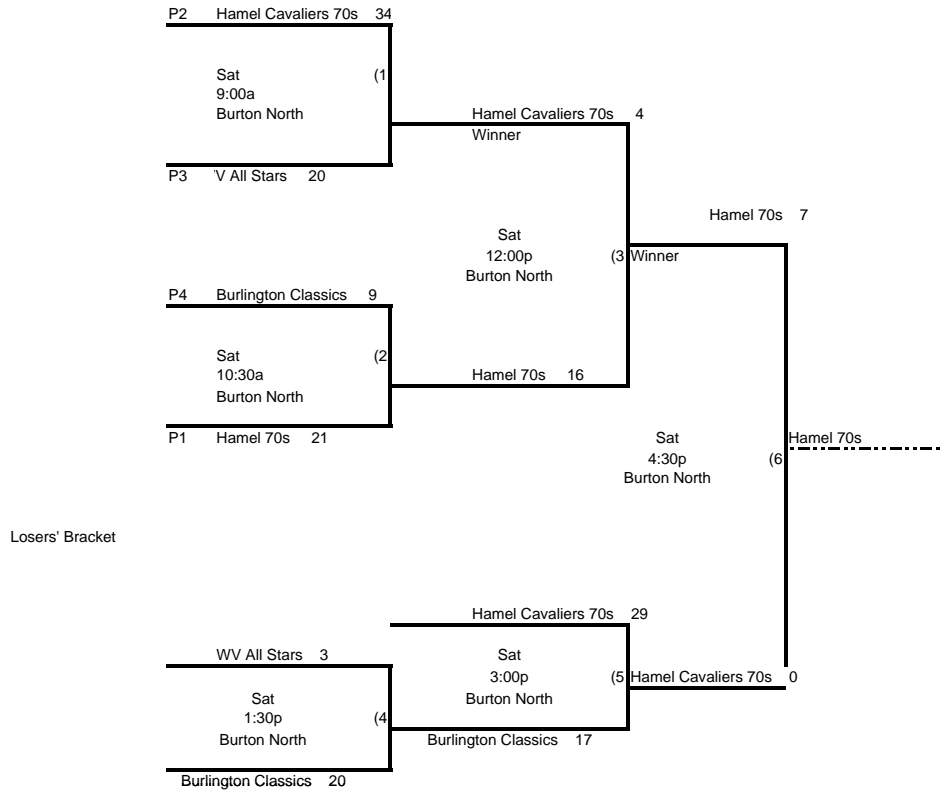 P2 Hamel Cavaliers 70s 34
Sat (1
9:00a
Burton North
Hamel Cavaliers 70s 4
Winner
P3 V All Stars 20
Hamel 70s 7
Sat
12:00p (3 Winner
Burton North
P4 Burlington Classics 9
Sat (2
10:30a
Burton North
Hamel 70s 16
P1 Hamel 70s 21
Sat
4:30p (6
Burton North
Hamel 70s
Losers' Bracket
Hamel Cavaliers 70s 29
WV All Stars 3
Sat
3:00p (5 Hamel Cavaliers 70s 0
Burton North
Sat
1:30p (4
Burton North
Burlington Classics 17
Burlington Classics 20